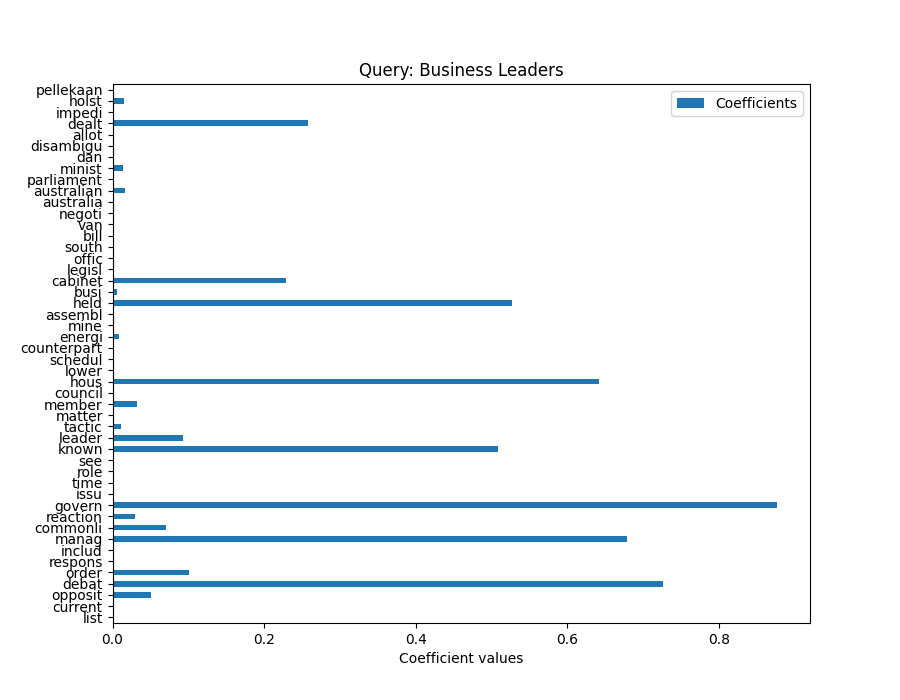 Query: Business Leaders
Coefficients
pellekaan
holst
impedi
dealt
allot
disambigu
dan
minist
parliament
australian
australia
negoti
van
bill
south
offic
legisl
cabinet
busi
held
assembl
mine
energi
counterpart
schedul
lower
hous
council
member
matter
tactic
leader
known
see
role
time
issu
govern
reaction
commonli
manag
includ
respons
order
debat
opposit
current
list
0.0 0.2 0.4 0.6 0.8
Coefficient values